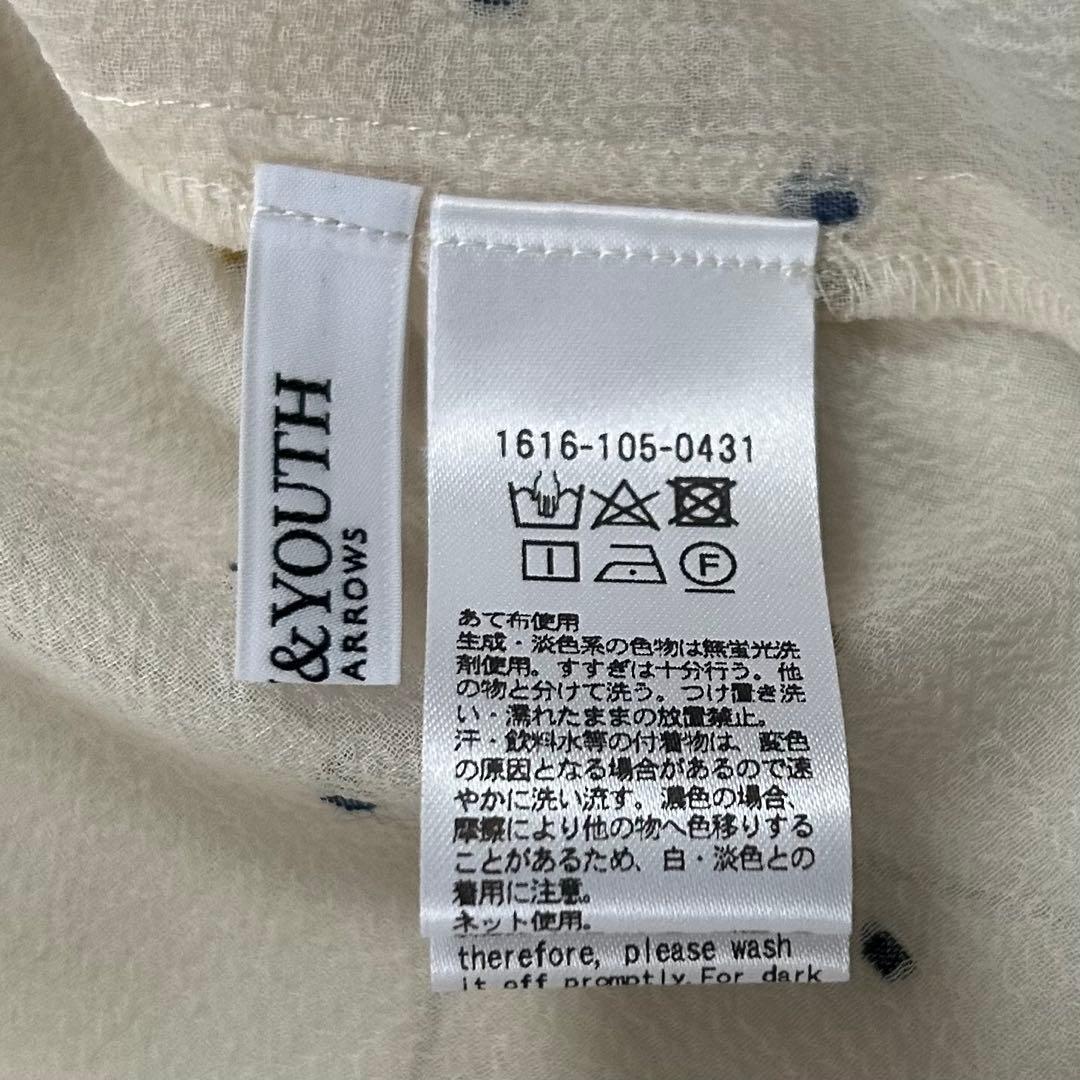 &YOUTH
ARROWS
1616-105-0431
F
あて布使用
生成・淡色系の色物は無蛍光洗
剤使用。すすぎは十分行う。他
の物と分けて洗う。つけ置き洗
い・濡れたままの放置禁止。
汗・飲料水等の付着物は、変色
の原因となる場合があるので速
やかに洗い流す。濃色の場合、
摩擦により他の物へ色移りする
ことがあるため、白・淡色との
着用に注意。
ネット使用。
therefore, please wash
it off promptly.For dark